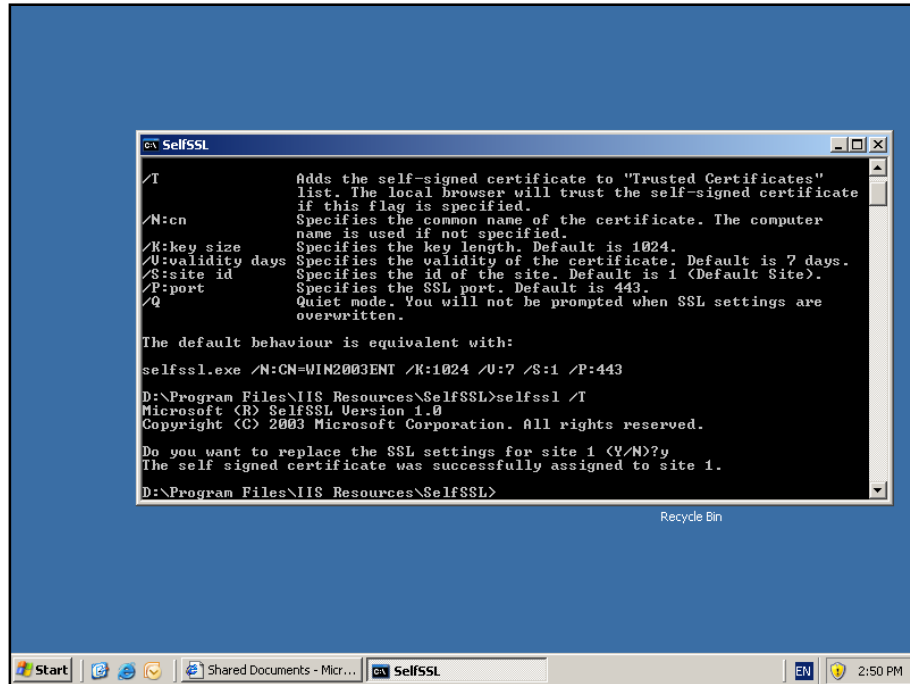 SelfSSL
/T Adds the self-signed certificate to "Trusted Certificates"
list. The local browser will trust the self-signed certificate
if this flag is specified.
/N:cn Specifies the common name of the certificate. The computer
name is used if not specified.
/K:key size Specifies the key length. Default is 1024.
/V:validity days Specifies the validity of the certificate. Default is 7 days.
/S:site id Specifies the id of the site. Default is 1 (Default Site).
/P:port Specifies the SSL port. Default is 443.
/Q Quiet mode. You will not be prompted when SSL settings are
overwritten.
The default behaviour is equivalent with:
selfssl.exe /N:CN=WIN2003ENT /K:1024 /V:7 /S:1 /P:443
D:\Program Files\IIS Resources\SelfSSL>selfssl /T
Microsoft (R) SelfSSL Version 1.0
Copyright (C) 2003 Microsoft Corporation. All rights reserved.
Do you want to replace the SSL settings for site 1 (Y/N)?y
The self signed certificate was successfully assigned to site 1.
D:\Program Files\IIS Resources\SelfSSL>
Recycle Bin
Start Shared Documents - Micr... SelfSSL EN 2:50 PM